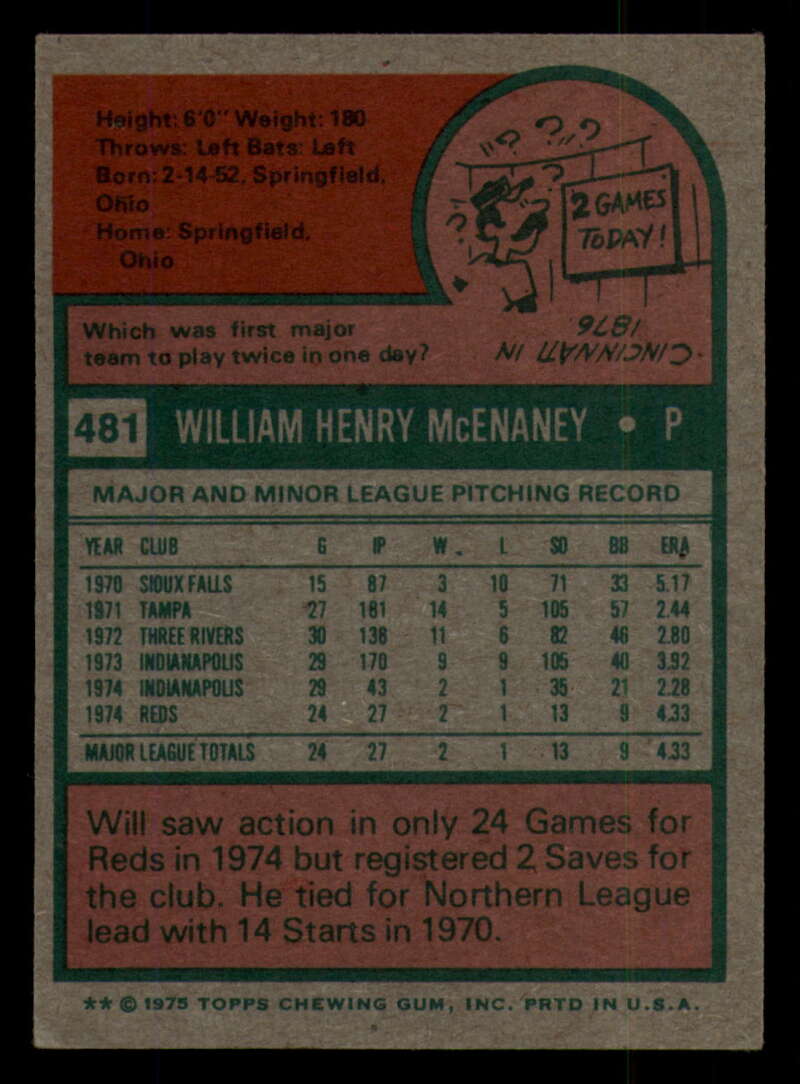 Height: 6'0" Weight: 180
Throws: Left Bats: Left
Born: 2-14-52, Springfield,
Ohio
Home: Springfield,
Ohio
???
?
?
2 GAMES
TODAY!
Which was first major
team to play twice in one day?
CINCINNATI IN
1876.
481 WILLIAM HENRY McENANEY • P
MAJOR AND MINOR LEAGUE PITCHING RECORD
YEAR CLUB G IP W L SO BB ERA
1970 SIOUX FALLS 15 87 3 10 71 33 5.17
1971 TAMPA 27 181 14 5 105 57 2.44
1972 THREE RIVERS 30 138 11 6 82 46 2.80
1973 INDIANAPOLIS 29 170 9 9 105 40 3.92
1974 INDIANAPOLIS 29 43 2 1 35 21 2.28
1974 REDS 24 27 2 1 13 9 4.33
MAJOR LEAGUE TOTALS 24 27 2 1 13 9 4.33
Will saw action in only 24 Games for
Reds in 1974 but registered 2 Saves for
the club. He tied for Northern League
lead with 14 Starts in 1970.
** © 1975 TOPPS CHEWING GUM, INC. PRTD IN U.S.A.